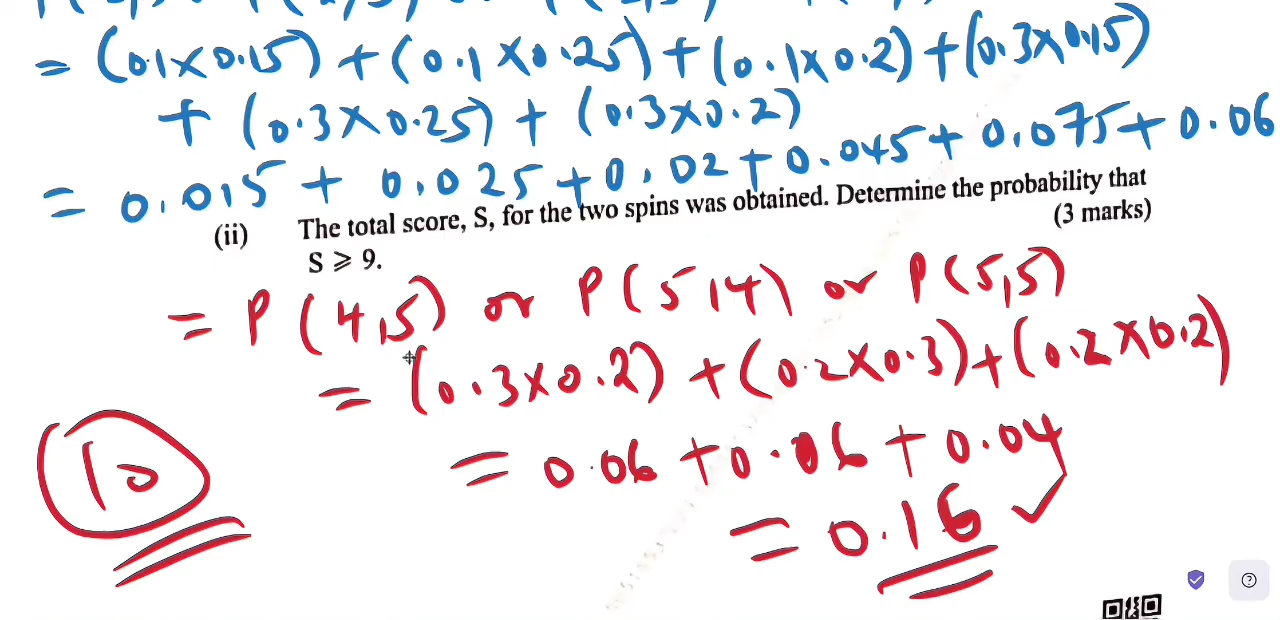 = (0.1×0.15) + (0.1×0.25) + (0.1×0.2) + (0.3×0.15)
+ (0.3×0.25) + (0.3×0.2)
= 0.015 + 0.025 + 0.02 + 0.045 + 0.075 + 0.06
(ii) The total score, S, for the two spins was obtained. Determine the probability that
S ⩾ 9. (3 marks)
= P(4,5) or P(5,4) or P(5,5)
= (0.3×0.2) + (0.2×0.3) + (0.2×0.2)
= 0.06 + 0.06 + 0.04
= 0.16 ✓
10